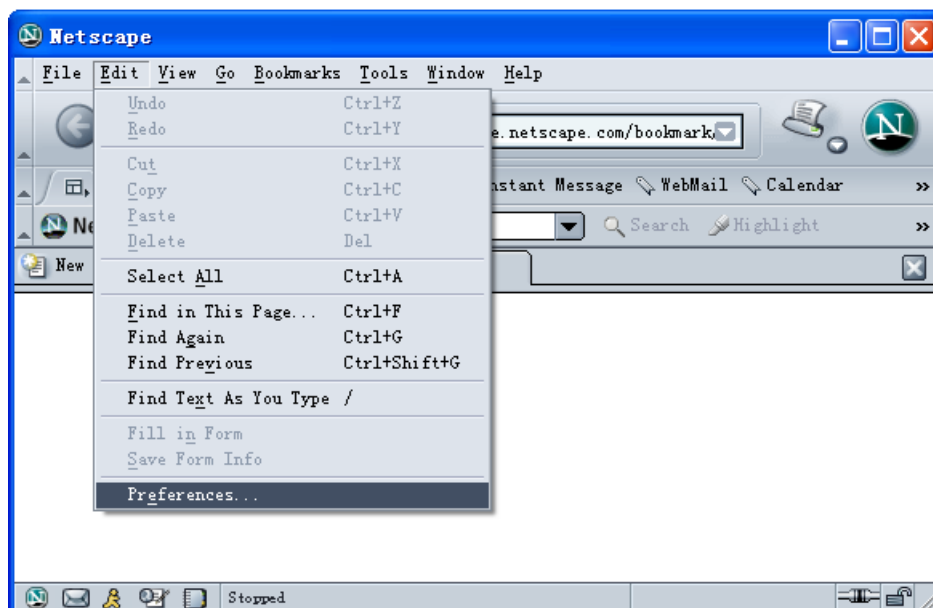 Netscape
File Edit View Go Bookmarks Tools Window Help
Undo Ctrl+Z
Redo Ctrl+Y
e.netscape.com/bookmark/
N
Cut Ctrl+X
Copy Ctrl+C
nstant Message WebMail Calendar »
Paste Ctrl+V
Ne Search Highlight »
Delete Del
New
Select All Ctrl+A
Find in This Page... Ctrl+F
Find Again Ctrl+G
Find Previous Ctrl+Shift+G
Find Text As You Type /
Fill in Form
Save Form Info
Preferences...
Stopped